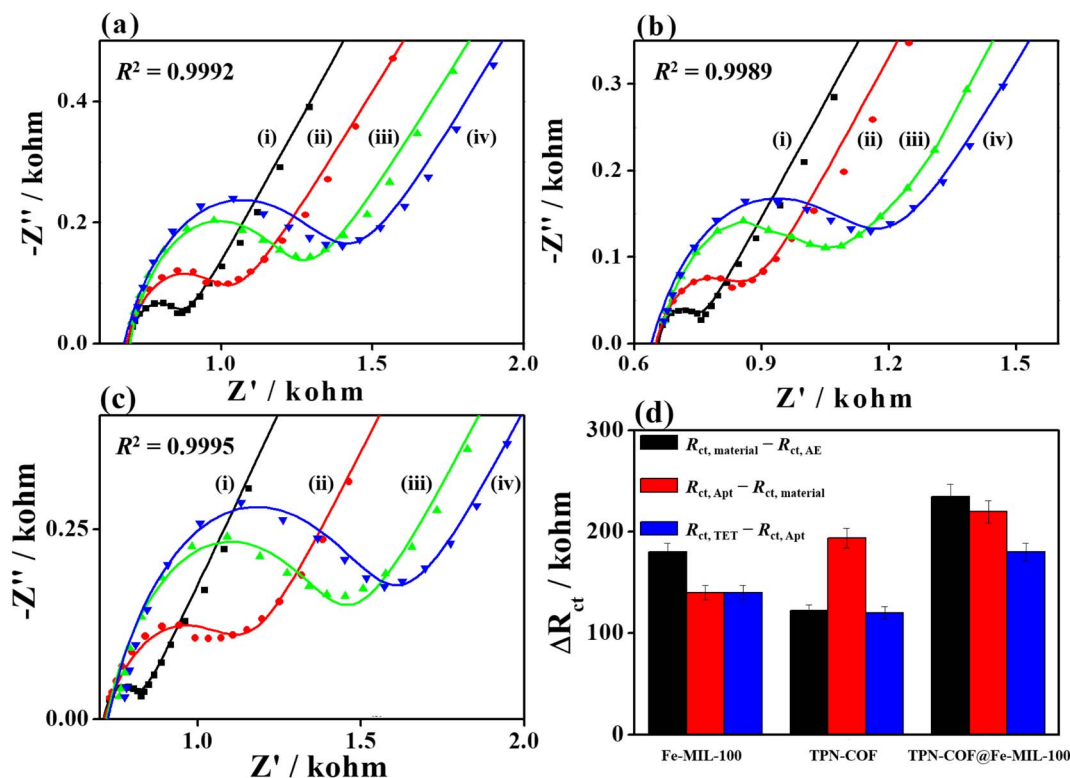 (a)
R² = 0.9992
(i)
(ii)
(iii)
(iv)
-Z'' / kohm
0.4
0.2
0.0
1.0
1.5
2.0
Z' / kohm
(b)
R² = 0.9989
(i)
(ii)
(iii)
(iv)
-Z'' / kohm
0.3
0.2
0.1
0.0
0.6
0.9
1.2
1.5
Z' / kohm
(c)
R² = 0.9995
(i)
(ii)
(iii)
(iv)
-Z'' / kohm
0.25
0.00
1.0
1.5
2.0
Z' / kohm
(d)
Rct, material − Rct, AE
Rct, Apt − Rct, material
Rct, TET − Rct, Apt
ΔRct / kohm
300
200
100
0
Fe-MIL-100
TPN-COF
TPN-COF@Fe-MIL-100